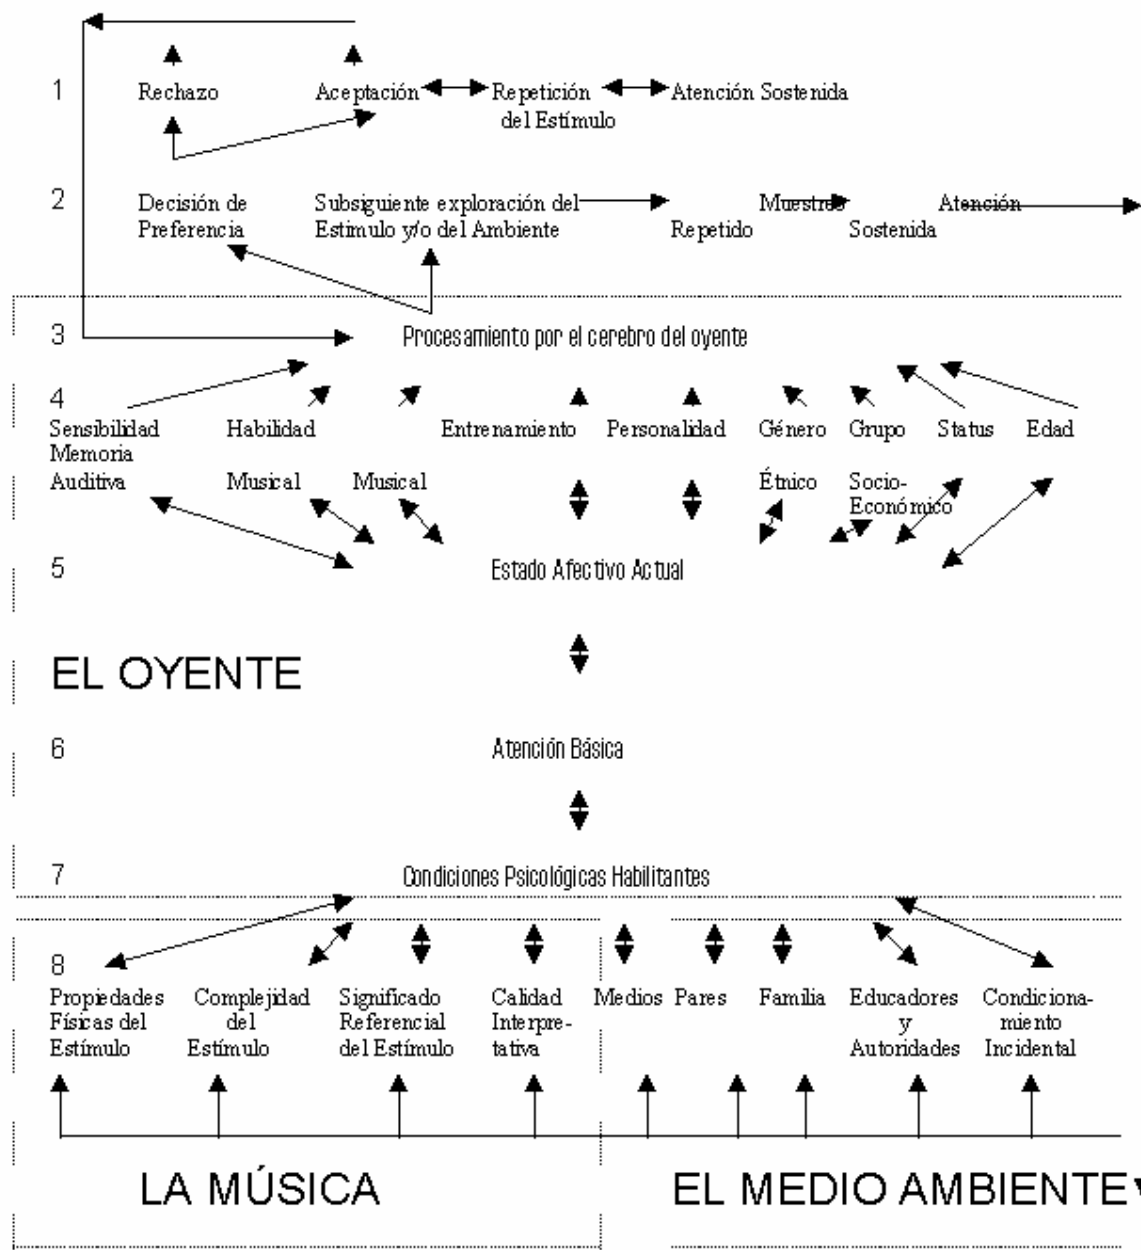 1 Rechazo Aceptación Repetición Atención Sostenida
del Estímulo
2 Decisión de Subsiguiente exploración del Muestreo Atención
Preferencia Estimulo y/o del Ambiente Repetido Sostenida
3 Procesamiento por el cerebro del oyente
4
Sensibilidad Habilidad Entrenamiento Personalidad Género Grupo Status Edad
Memoria
Auditiva Musical Musical Étnico Socio-
Económico
5 Estado Afectivo Actual
EL OYENTE
6 Atención Básica
7 Condiciones Psicológicas Habilitantes
8
Propiedades Complejidad Significado Calidad Medios Pares Familia Educadores Condiciona-
Físicas del del Referencial Interpre- y miento
Estímulo Estímulo del Estímulo tativa Autoridades Incidental
LA MÚSICA EL MEDIO AMBIENTE